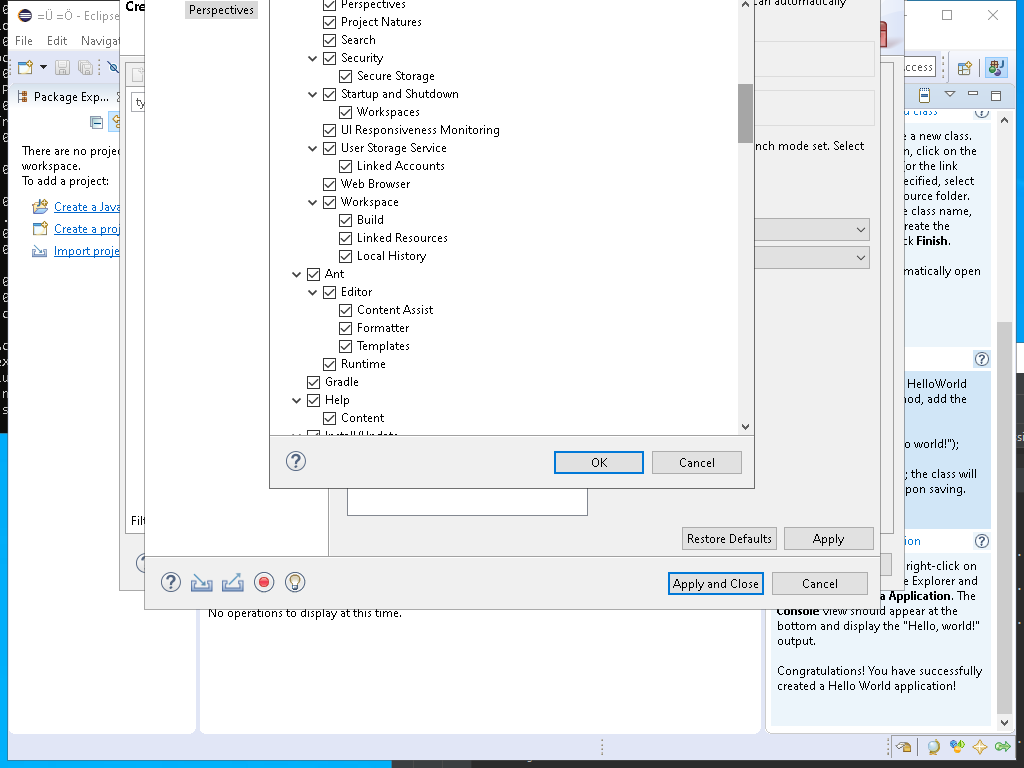 =Ü =Ö - Eclipse
File Edit Navigat
Package Exp...
There are no projec
workspace.
To add a project:
Create a Java
Create a proj
Import proje
Cre
ty
Filt
Perspectives
Perspectives
Project Natures
Search
Security
Secure Storage
Startup and Shutdown
Workspaces
UI Responsiveness Monitoring
User Storage Service
Linked Accounts
Web Browser
Workspace
Build
Linked Resources
Local History
Ant
Editor
Content Assist
Formatter
Templates
Runtime
Gradle
Help
Content
Install/Update
OK Cancel
can automatically
nch mode set. Select
Restore Defaults Apply
Apply and Close Cancel
No operations to display at this time.
ccess
u class
e a new class.
n, click on the
or the link
ecified, select
ource folder.
e class name,
create the
ck Finish.
matically open
HelloWorld
nod, add the
o world!");
; the class will
pon saving.
ion
right-click on
e Explorer and
a Application. The
Console view should appear at the
bottom and display the "Hello, world!"
output.
Congratulations! You have successfully
created a Hello World application!